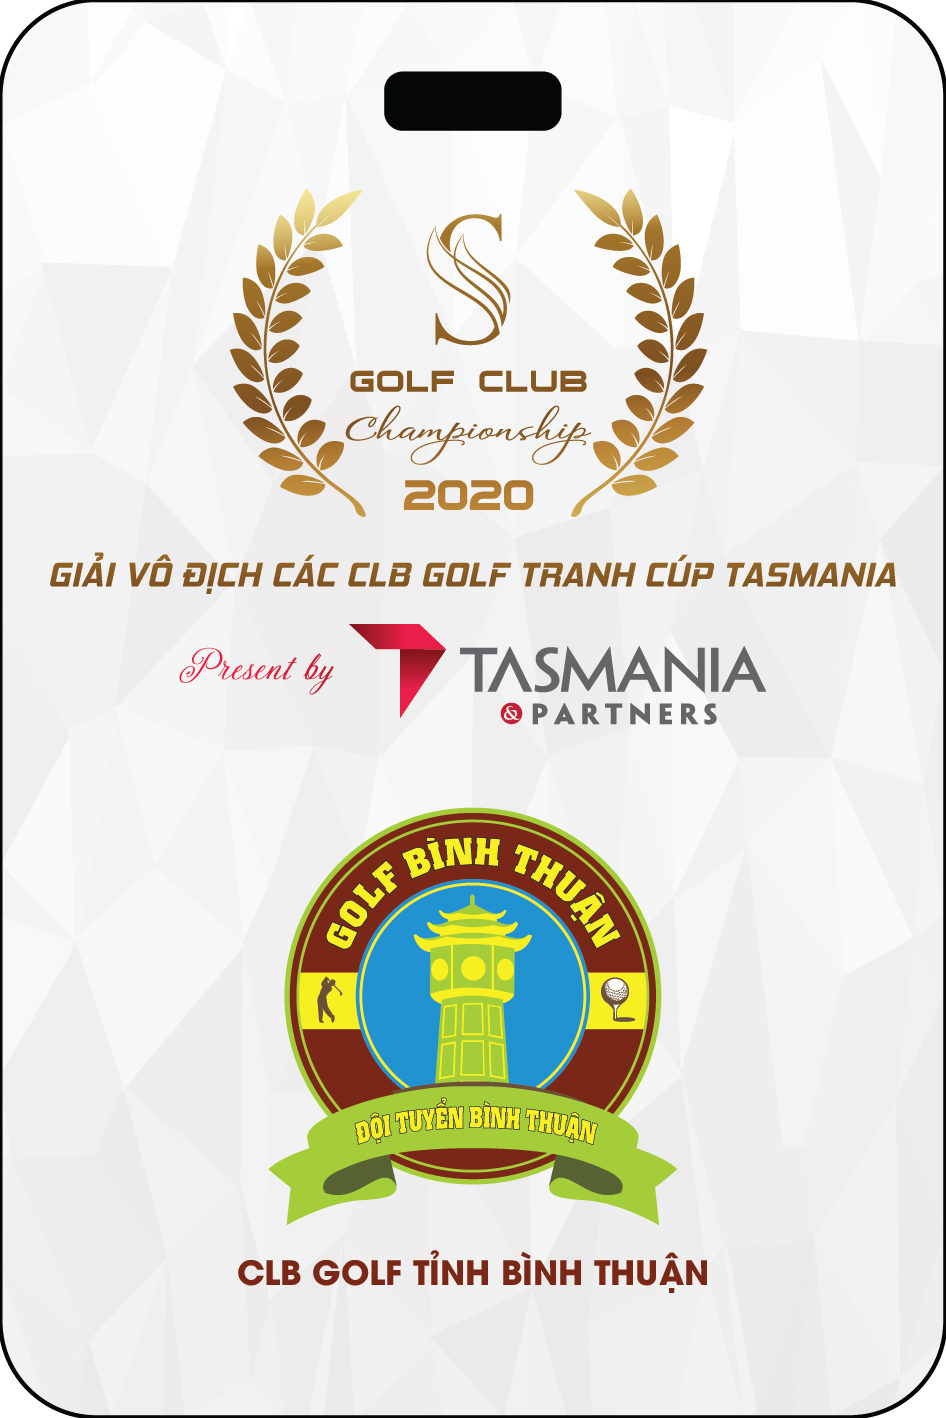 S
GOLF CLUB
Championship
2020
GIẢI VÔ ĐỊCH CÁC CLB GOLF TRANH CÚP TASMANIA
Present by
TASMANIA
& PARTNERS
GOLF BÌNH THUẬN
ĐỘI TUYỂN BÌNH THUẬN
CLB GOLF TỈNH BÌNH THUẬN